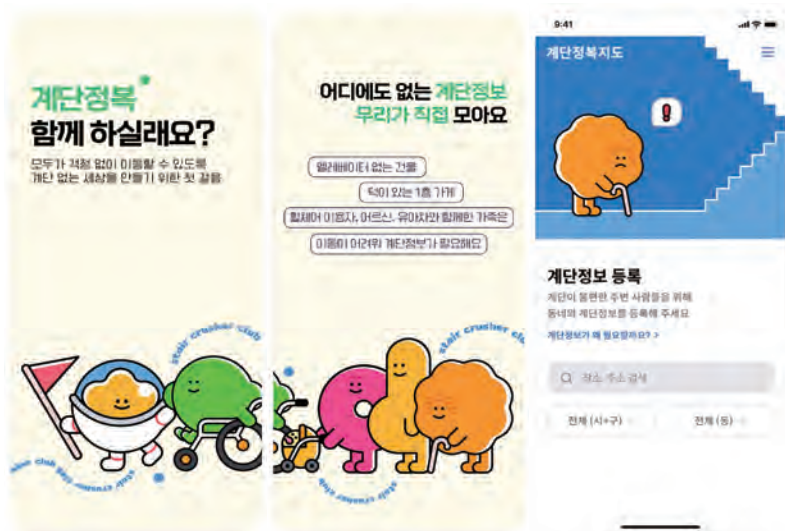 계단정복
함께 하실래요?
모두가 걱정 없이 이동할 수 있도록
계단 없는 세상을 만들기 위한 첫 걸음
stair crusher club
stair crusher club
어디에도 없는 계단정보
우리가 직접 모아요
엘레베이터 없는 건물
턱이 있는 1층 가게
휠체어 이용자, 어르신, 유아차와 함께한 가족은
이동이 어려워 계단정보가 필요해요
stair crusher clu
stair crusher club
9:41
계단정복지도
계단정보 등록
계단이 불편한 주변 사람들을 위해
동네의 계단정보를 등록해 주세요
계단정보가 왜 필요할까요? >
장소, 주소 검색
전체 (시+구)
전체 (동)